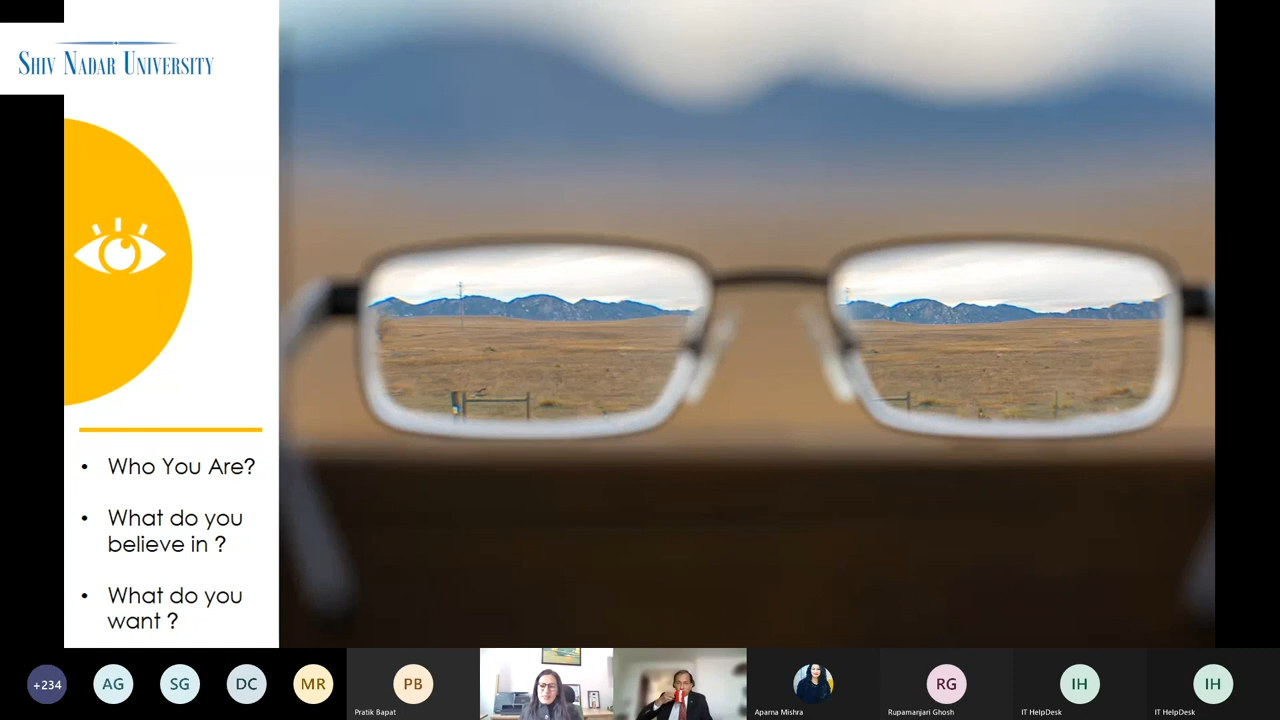 SHIV NADAR UNIVERSITY
• Who You Are?
• What do you
believe in ?
• What do you
want ?
+234
AG
SG
DC
MR
PB
Pratik Bapat
Aparna Mishra
RG
Rupamanjari Ghosh
IH
IT HelpDesk
IH
IT HelpDesk